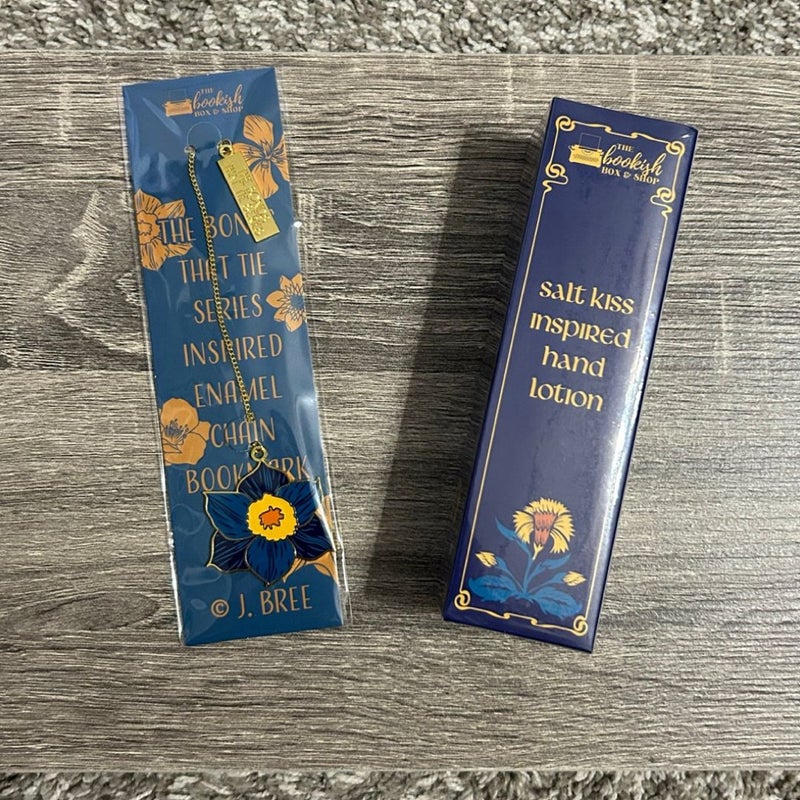 THE
bookish
BOX & SHOP
THE BONDS
THAT TIE
SERIES
INSPIRED
ENAMEL
CHAIN
BOOKMARK
© J. BREE
THE
bookish
BOX & SHOP
salt kiss
inspired
hand
lotion